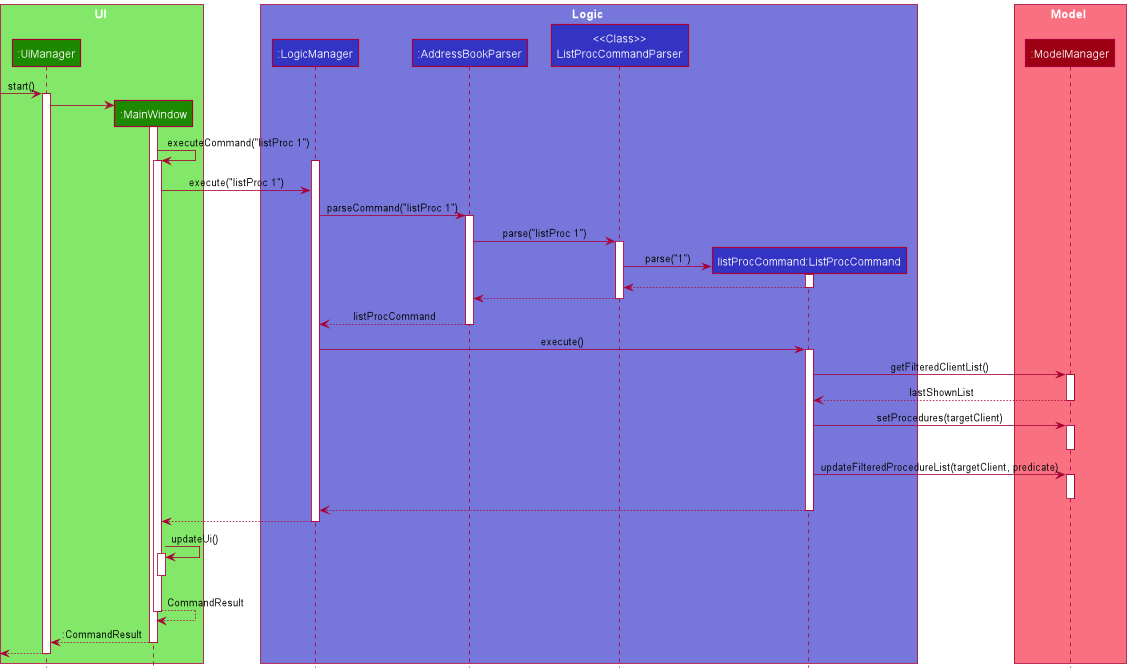 UI
Logic
Model
:UiManager
:LogicManager
:AddressBookParser
<<Class>>
ListProcCommandParser
:ModelManager
start()
:MainWindow
executeCommand("listProc 1")
execute("listProc 1")
parseCommand("listProc 1")
parse("listProc 1")
parse("1")
listProcCommand:ListProcCommand
listProcCommand
execute()
getFilteredClientList()
lastShownList
setProcedures(targetClient)
updateFilteredProcedureList(targetClient, predicate)
updateUi()
CommandResult
:CommandResult